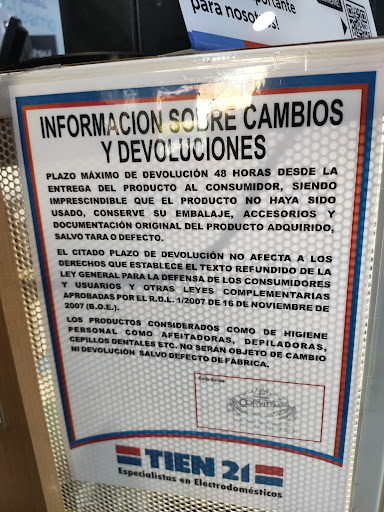 portante
para nosotros!
INFORMACION SOBRE CAMBIOS
Y DEVOLUCIONES
PLAZO MÁXIMO DE DEVOLUCIÓN 48 HORAS DESDE LA
ENTREGA DEL PRODUCTO AL CONSUMIDOR, SIENDO
IMPRESCINDIBLE QUE EL PRODUCTO NO HAYA SIDO
USADO, CONSERVE SU EMBALAJE, ACCESORIOS Y
DOCUMENTACIÓN ORIGINAL DEL PRODUCTO ADQUIRIDO,
SALVO TARA O DEFECTO.
EL CITADO PLAZO DE DEVOLUCIÓN NO AFECTA A LOS
DERECHOS QUE ESTABLECE EL TEXTO REFUNDIDO DE LA
LEY GENERAL PARA LA DEFENSA DE LOS CONSUMIDORES
Y USUARIOS Y OTRAS LEYES COMPLEMENTARIAS
APROBADAS POR EL R.D.L. 1/2007 DE 16 DE NOVIEMBRE DE
2007 (B.O.E.).
LOS PRODUCTOS CONSIDERADOS COMO DE HIGIENE
PERSONAL COMO AFEITADORAS, DEPILADORAS,
CEPILLOS DENTALES ETC. NO SERÁN OBJETO DE CAMBIO
NI DEVOLUCIÓN SALVO DEFECTO DE FÁBRICA.
TIEN 21
Especialistas en Electrodomésticos